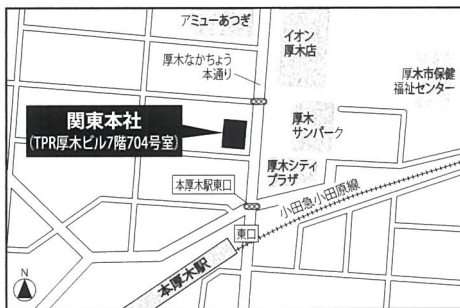 アミューあつぎ
イオン
厚木店
厚木なかちょう
本通り
厚木市保健
福祉センター
関東本社
(TPR厚木ビル7階704号室)
厚木
サンパーク
厚木シティ
プラザ
本厚木駅東口
小田急小田原線
東口
本厚木駅
N